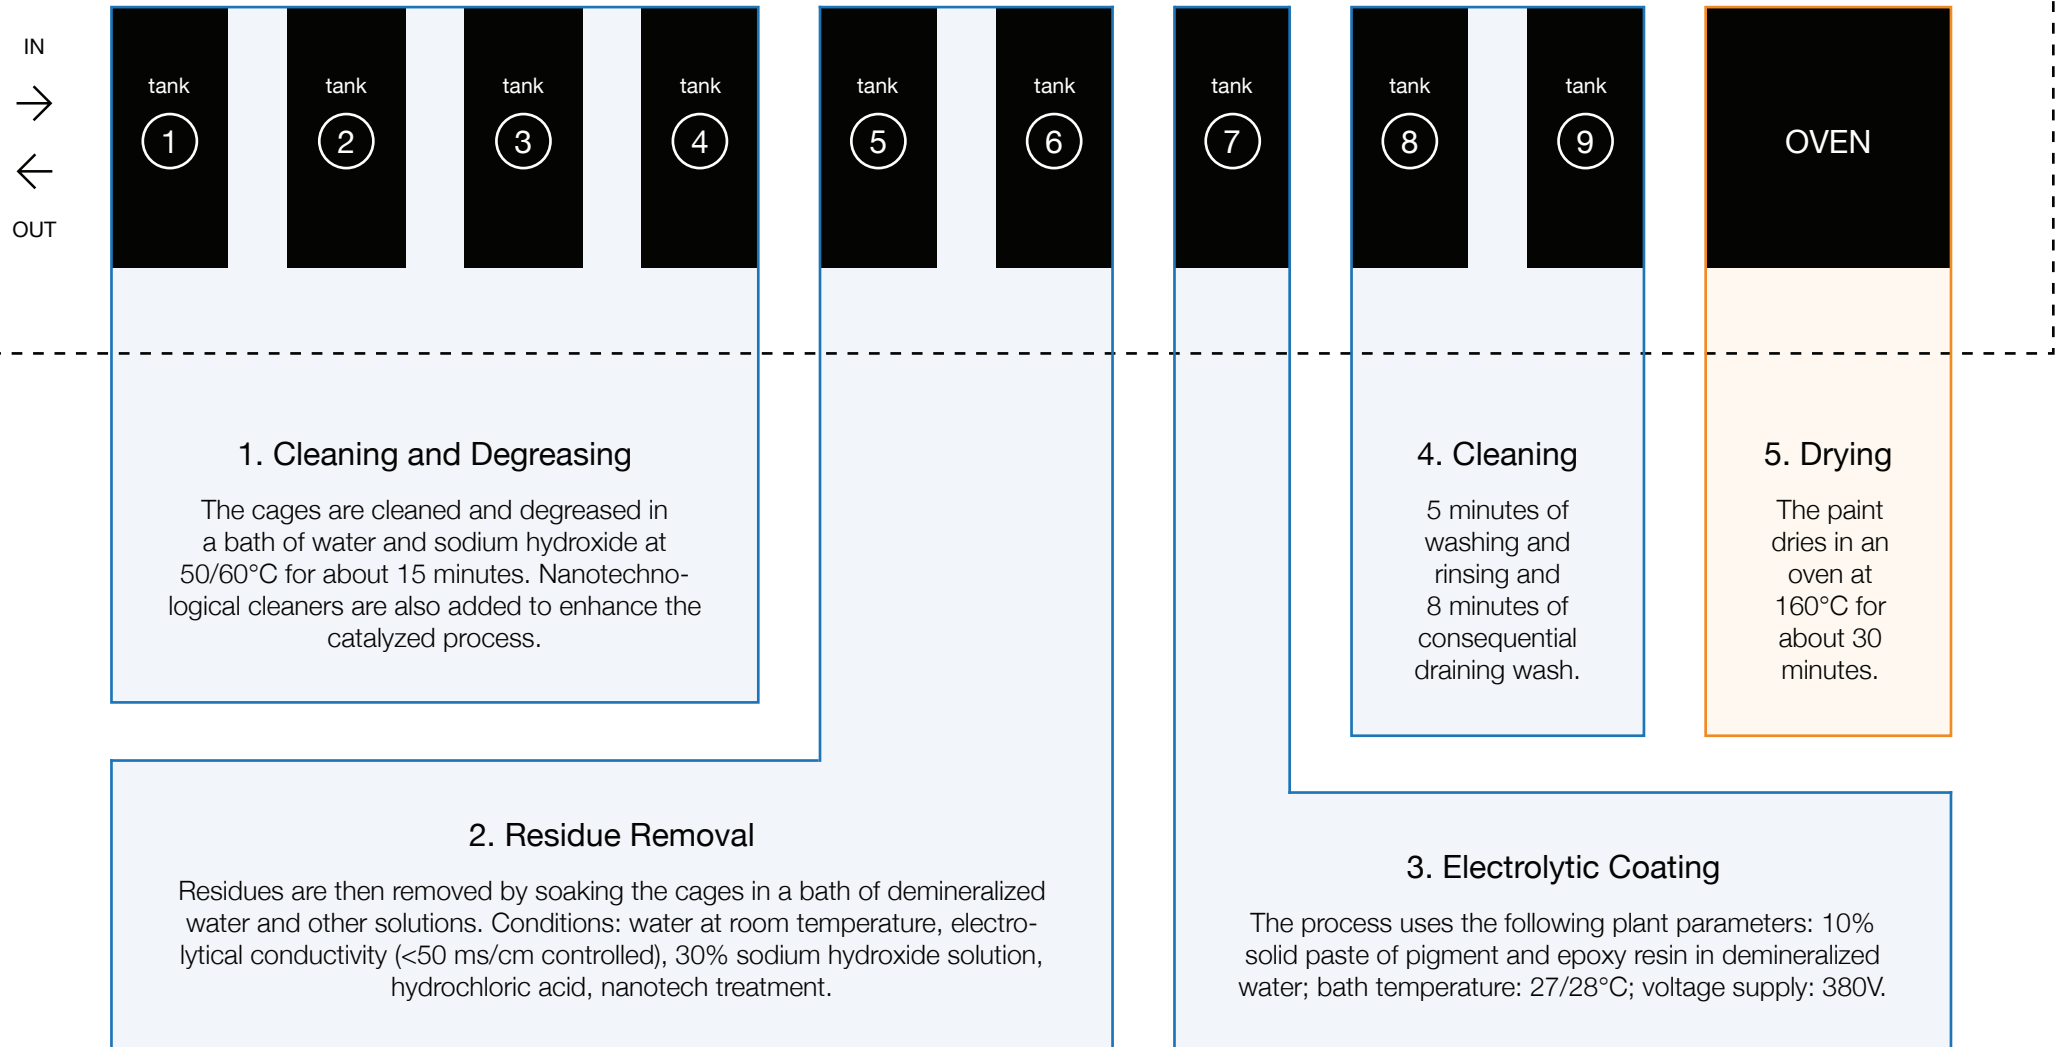 IN
OUT
tank
1
tank
2
tank
3
tank
4
tank
5
tank
6
tank
7
tank
8
tank
9
OVEN
1. Cleaning and Degreasing
The cages are cleaned and degreased in
a bath of water and sodium hydroxide at
50/60°C for about 15 minutes. Nanotechno-
logical cleaners are also added to enhance the
catalyzed process.
4. Cleaning
5 minutes of
washing and
rinsing and
8 minutes of
consequential
draining wash.
5. Drying
The paint
dries in an
oven at
160°C for
about 30
minutes.
2. Residue Removal
Residues are then removed by soaking the cages in a bath of demineralized
water and other solutions. Conditions: water at room temperature, electro-
lytical conductivity (<50 ms/cm controlled), 30% sodium hydroxide solution,
hydrochloric acid, nanotech treatment.
3. Electrolytic Coating
The process uses the following plant parameters: 10%
solid paste of pigment and epoxy resin in demineralized
water; bath temperature: 27/28°C; voltage supply: 380V.